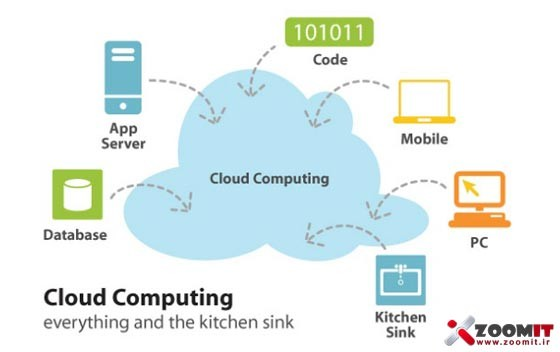 101011
Code
App
Server
Mobile
Cloud Computing
Database
PC
Kitchen
Sink
Cloud Computing
everything and the kitchen sink
ZOOMIT
www.zoomit.ir